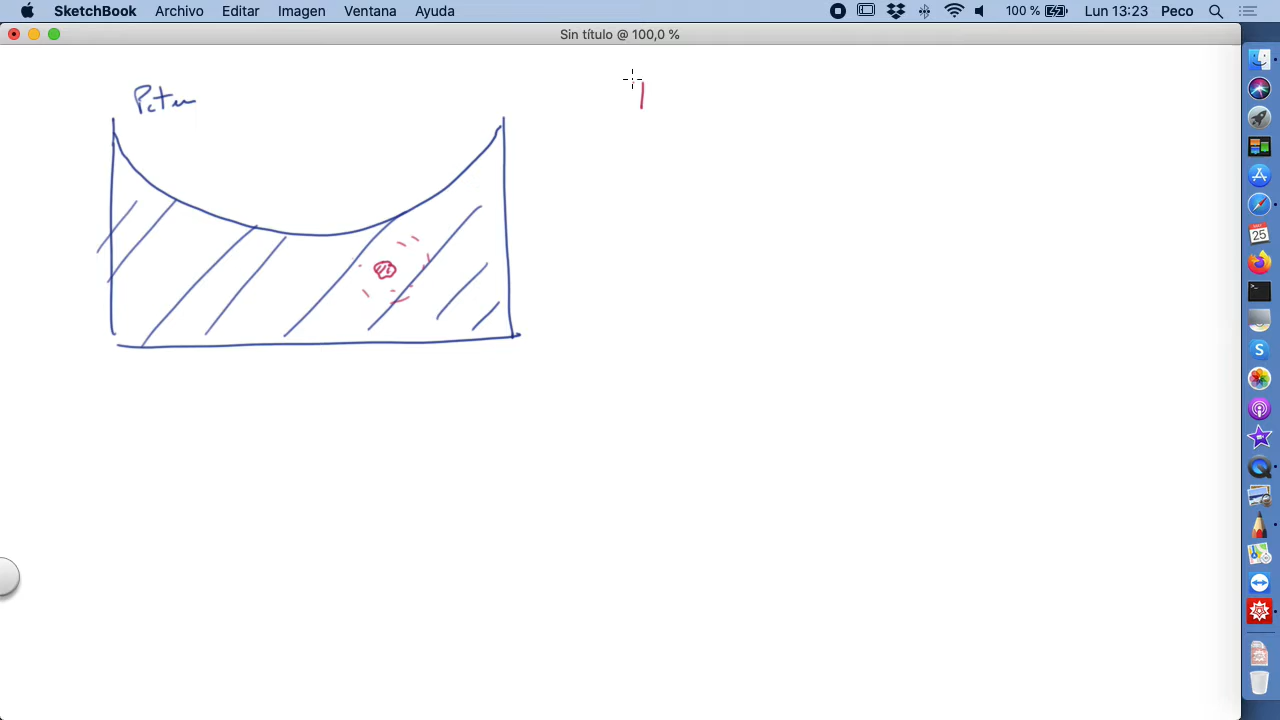 SketchBook Archivo Editar Imagen Ventana Ayuda 100 % Lun 13:23 Peco
Sin título @ 100,0 %
25